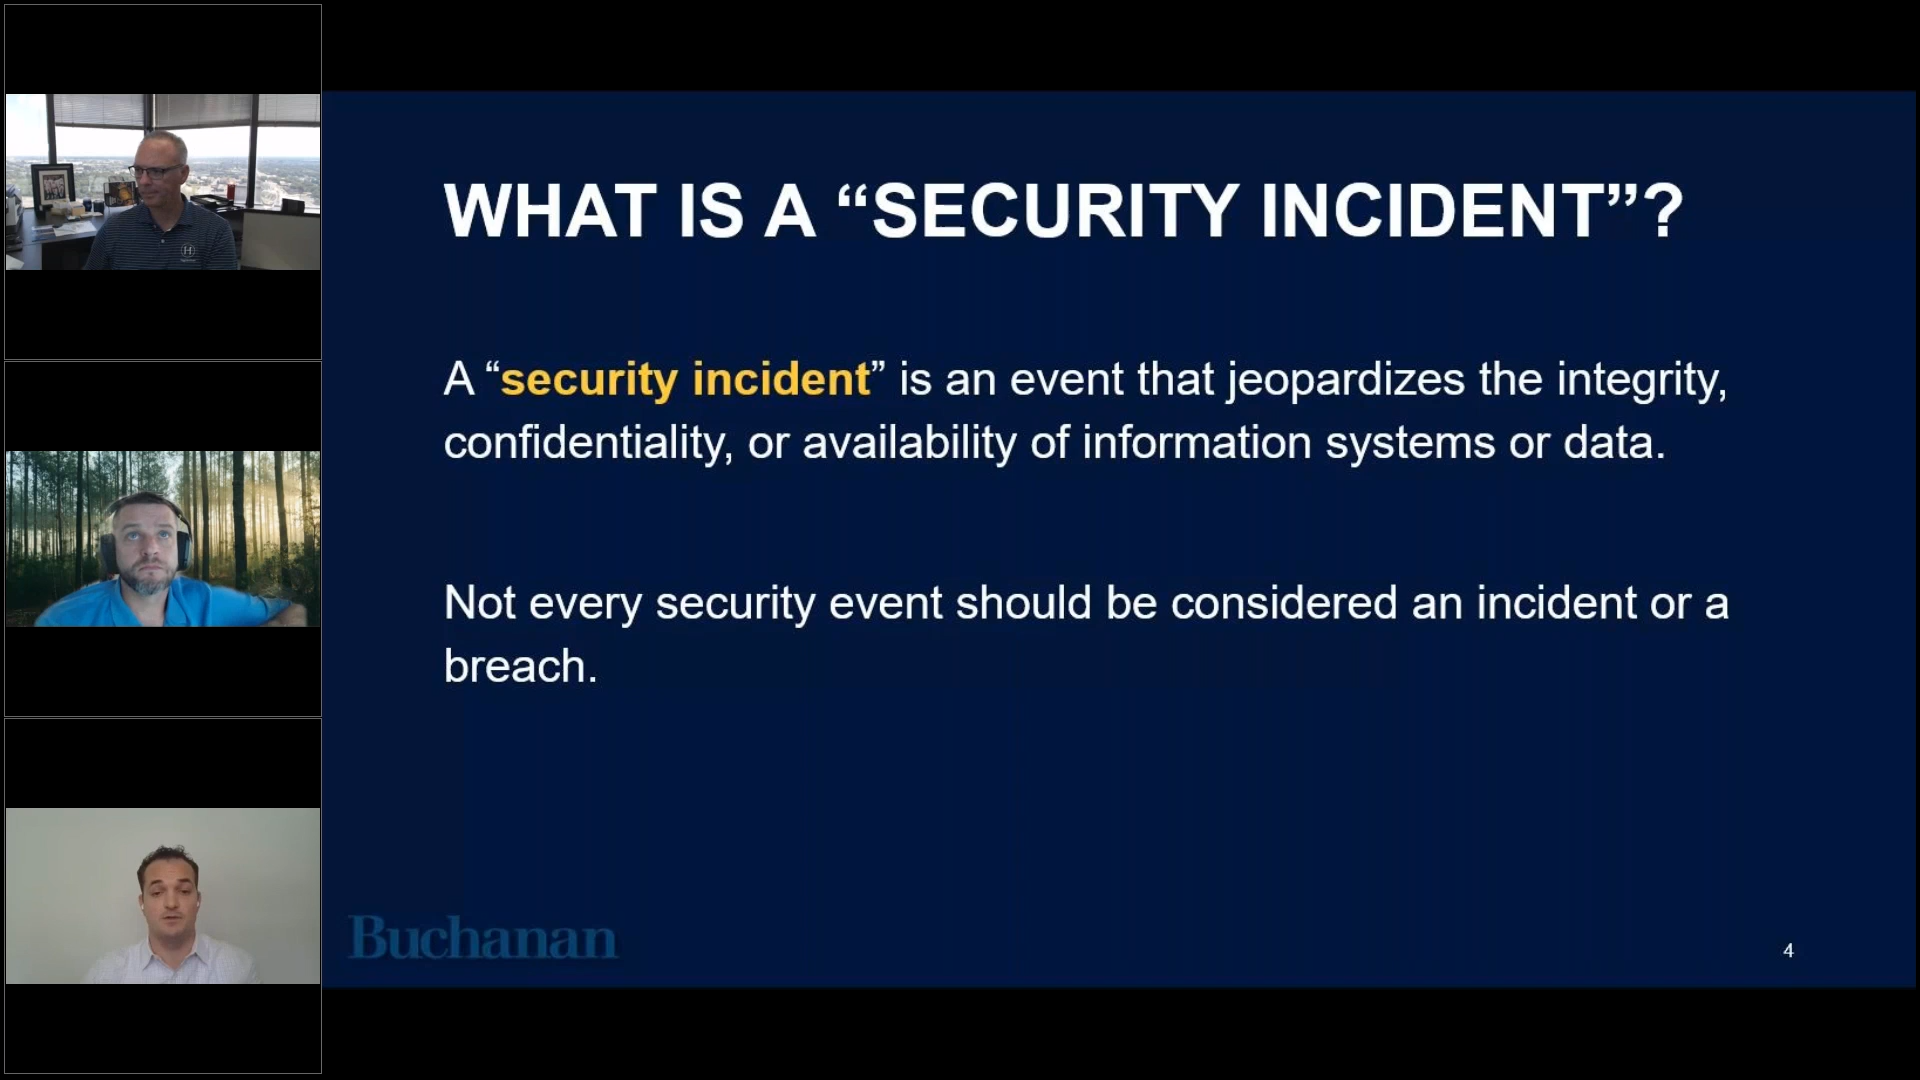 WHAT IS A “SECURITY INCIDENT”?
A “security incident” is an event that jeopardizes the integrity,
confidentiality, or availability of information systems or data.
Not every security event should be considered an incident or a
breach.
Buchanan
4